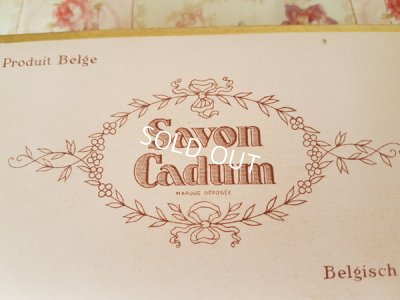 Produit Belge
Savon
Cadum
MARQUE DÉPOSÉE
SOLD OUT
Belgisch